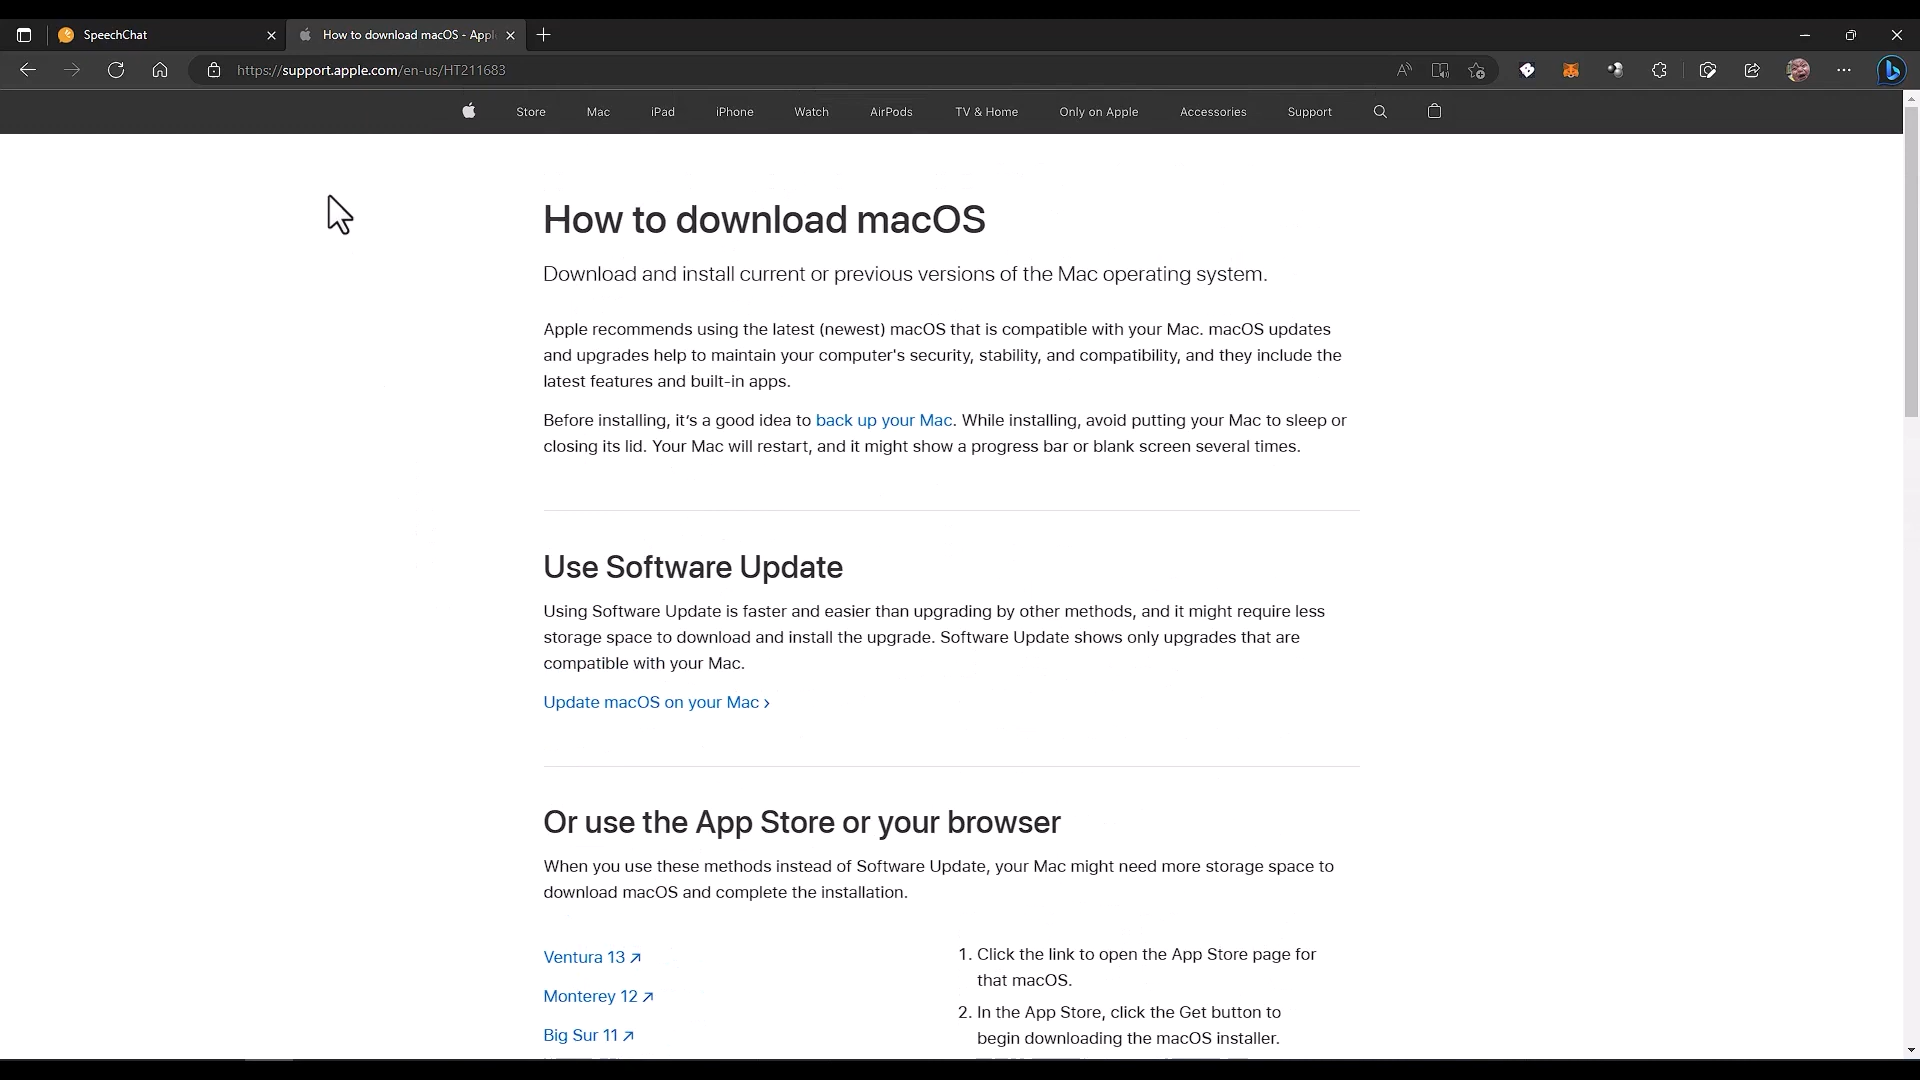 SpeechChat
How to download macOS - Appl
https://support.apple.com/en-us/HT211683
Store Mac iPad iPhone Watch AirPods TV & Home Only on Apple Accessories Support
How to download macOS
Download and install current or previous versions of the Mac operating system.
Apple recommends using the latest (newest) macOS that is compatible with your Mac. macOS updates
and upgrades help to maintain your computer's security, stability, and compatibility, and they include the
latest features and built-in apps.
Before installing, it's a good idea to back up your Mac. While installing, avoid putting your Mac to sleep or
closing its lid. Your Mac will restart, and it might show a progress bar or blank screen several times.
Use Software Update
Using Software Update is faster and easier than upgrading by other methods, and it might require less
storage space to download and install the upgrade. Software Update shows only upgrades that are
compatible with your Mac.
Update macOS on your Mac ›
Or use the App Store or your browser
When you use these methods instead of Software Update, your Mac might need more storage space to
download macOS and complete the installation.
Ventura 13 ↗
Monterey 12 ↗
Big Sur 11 ↗
1. Click the link to open the App Store page for
that macOS.
2. In the App Store, click the Get button to
begin downloading the macOS installer.